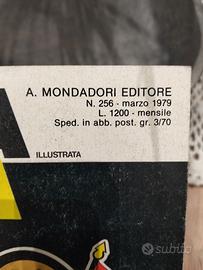 A. MONDADORI EDITORE
N. 256 - marzo 1979
L. 1200 - mensile
Sped. in abb. post. gr. 3/70
ILLUSTRATA
subito